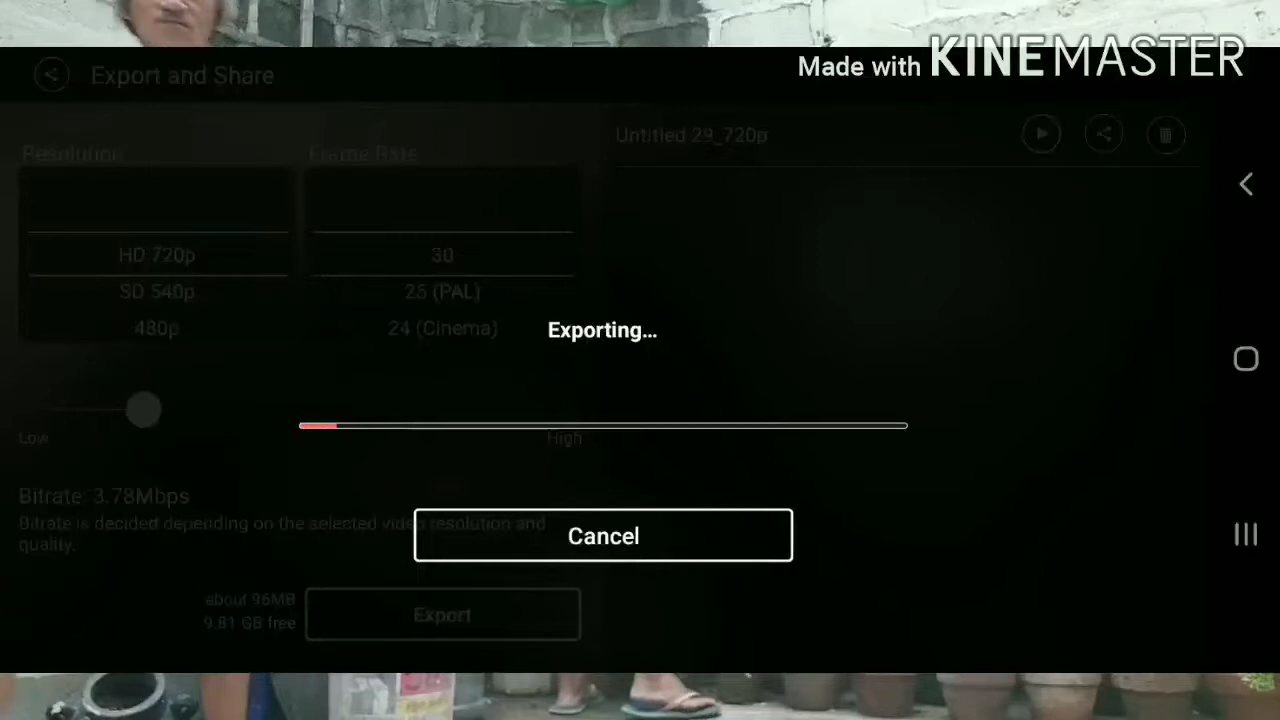 Made with KINEMASTER
Export and Share
Untitled 29_720p
Resolution
Frame Rate
HD 720p
30
SD 540p
25 (PAL)
480p
24 (Cinema)
Exporting...
Low
High
Bitrate: 3.78Mbps
Bitrate is decided depending on the selected video resolution and
quality.
Cancel
about 96MB
9.81 GB free
Export